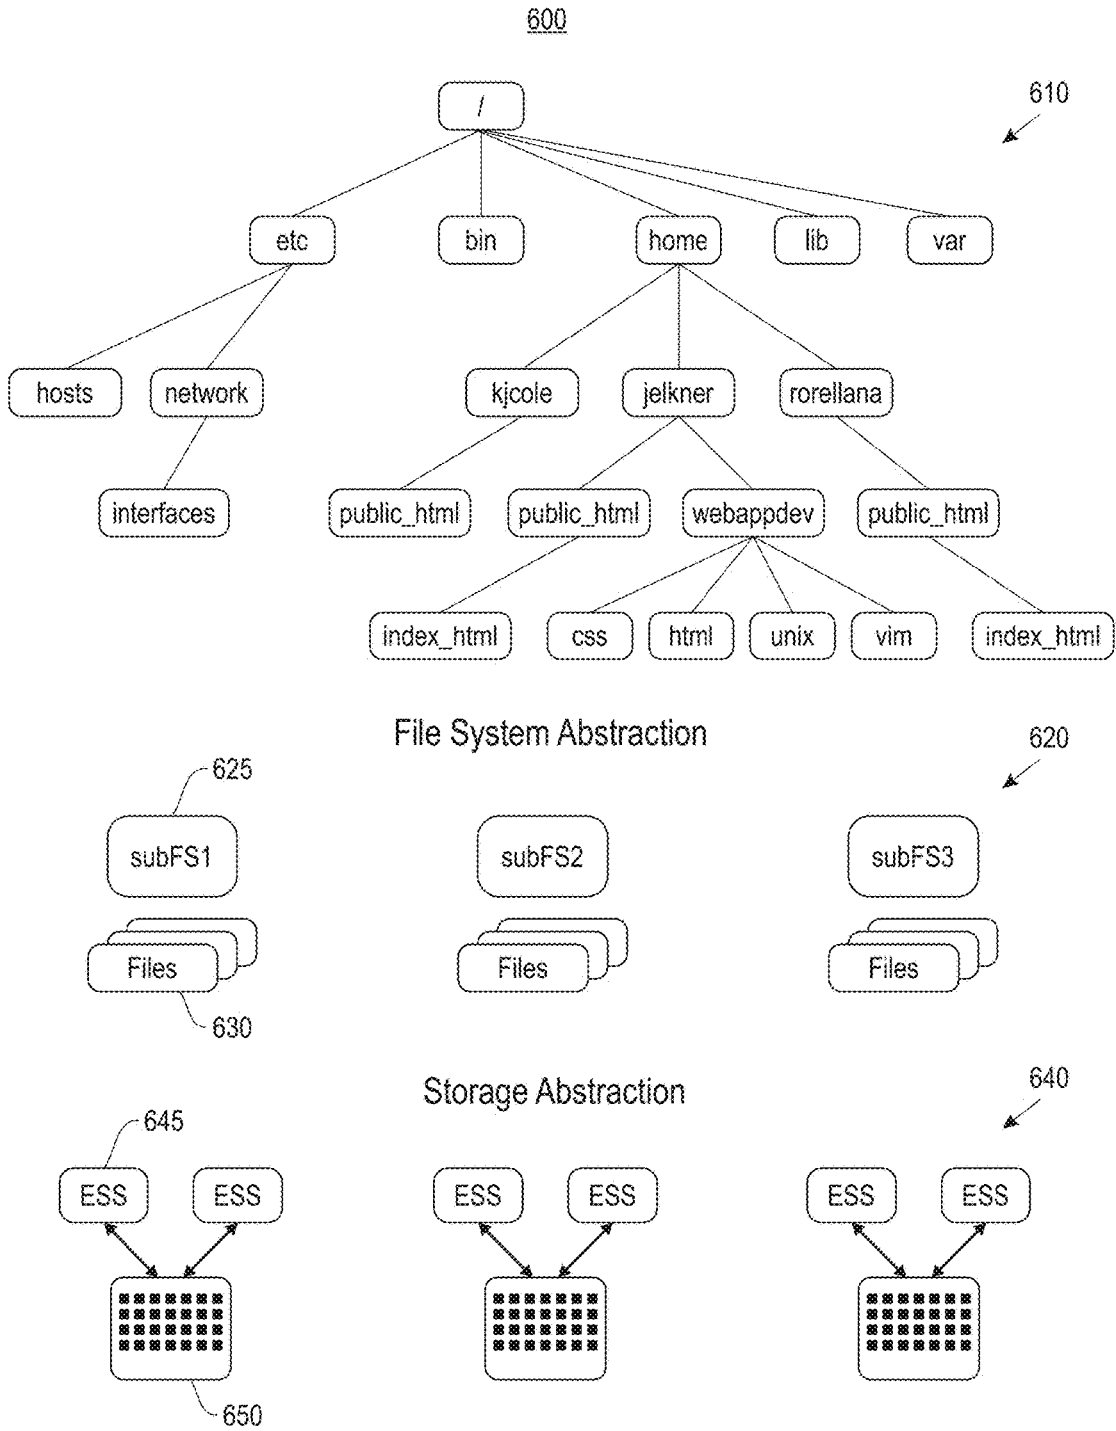 600
610
/
etc bin home lib var
hosts network kjcole jelkner rorellana
interfaces public_html public_html webappdev public_html
index_html css html unix vim index_html
File System Abstraction
620
625
subFS1 subFS2 subFS3
Files Files Files
630
Storage Abstraction
640
645
ESS ESS ESS ESS ESS ESS
650